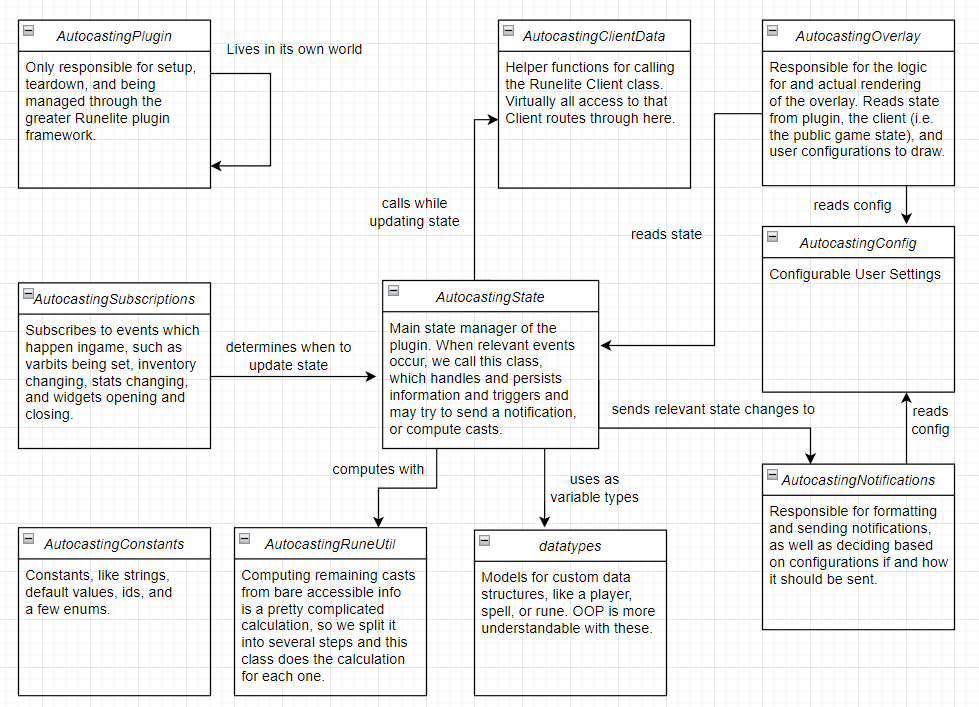 AutocastingPlugin
Only responsible for setup,
teardown, and being
managed through the
greater Runelite plugin
framework.
Lives in its own world
AutocastingClientData
Helper functions for calling
the Runelite Client class.
Virtually all access to that
Client routes through here.
AutocastingOverlay
Responsible for the logic
for and actual rendering
of the overlay. Reads state
from plugin, the client (i.e.
the public game state), and
user configurations to draw.
calls while
updating state
reads state
reads config
AutocastingConfig
Configurable User Settings
AutocastingSubscriptions
Subscribes to events which
happen ingame, such as
varbits being set, inventory
changing, stats changing,
and widgets opening and
closing.
determines when to
update state
AutocastingState
Main state manager of the
plugin. When relevant events
occur, we call this class,
which handles and persists
information and triggers and
may try to send a notification,
or compute casts.
sends relevant state changes to
reads
config
computes with
uses as
variable types
AutocastingNotifications
Responsible for formatting
and sending notifications,
as well as deciding based
on configurations if and how
it should be sent.
AutocastingConstants
Constants, like strings,
default values, ids, and
a few enums.
AutocastingRuneUtil
Computing remaining casts
from bare accessible info
is a pretty complicated
calculation, so we split it
into several steps and this
class does the calculation
for each one.
datatypes
Models for custom data
structures, like a player,
spell, or rune. OOP is more
understandable with these.